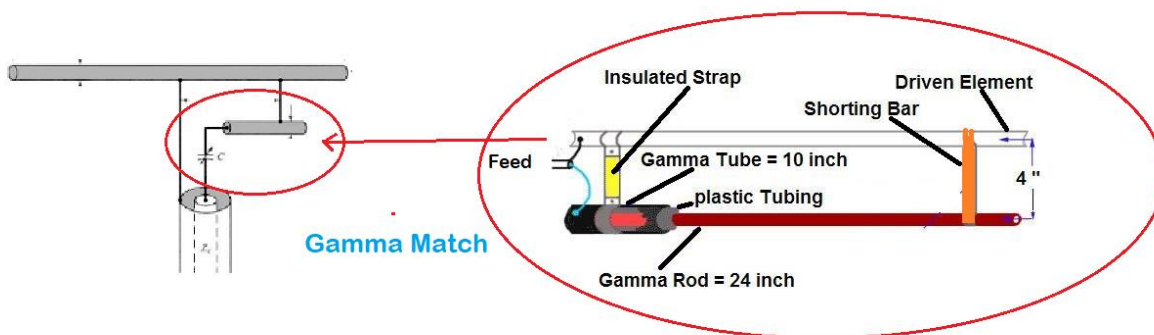 Insulated Strap
Driven Element
Shorting Bar
Feed
Gamma Tube = 10 inch
4 "
C
plastic Tubing
Gamma Match
Gamma Rod = 24 inch